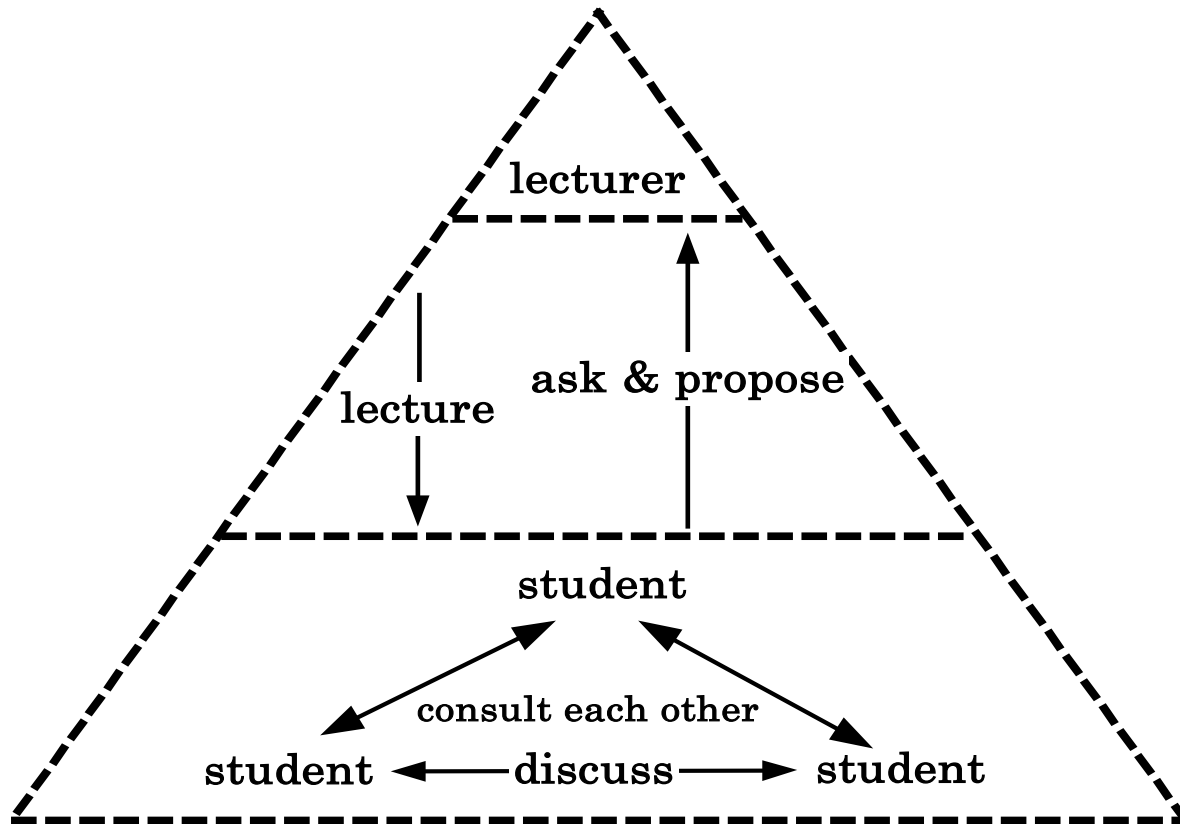 lecturer
ask & propose
lecture
student
consult each other
student discuss student